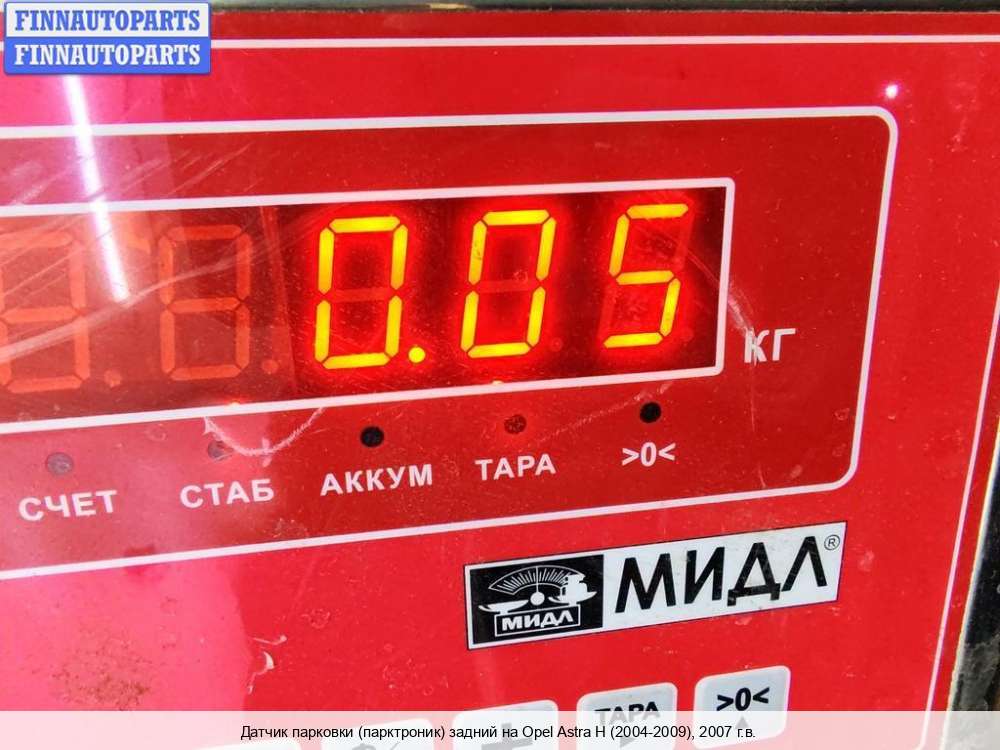 FINNAUTOPARTS
FINNAUTOPARTS
0.05
КГ
СЧЕТ СТАБ АККУМ ТАРА >0<
МИДЛ МИДЛ®
ТАРА >0<
Датчик парковки (парктроник) задний на Opel Astra H (2004-2009), 2007 г.в.